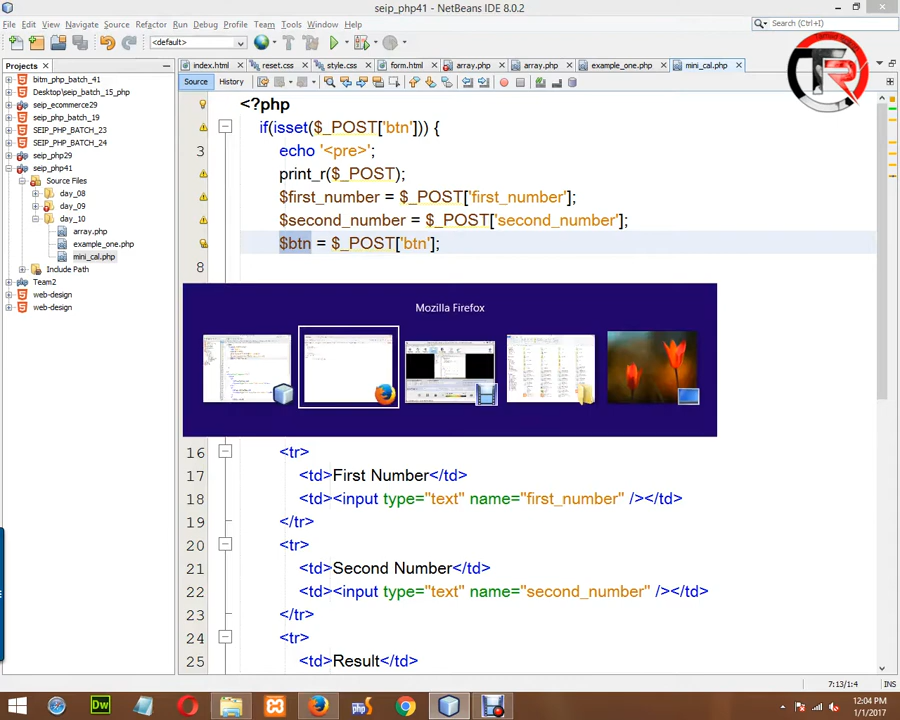 seip_php41 - NetBeans IDE 8.0.2
File Edit View Navigate Source Refactor Run Debug Profile Team Tools Window Help
Search (Ctrl+I)
<default>
Projects
index.html reset.css style.css form.html array.php array.php example_one.php mini_cal.php
Source History
bitm_php_batch_41
Desktop\seip_batch_15_php
seip_ecommerce29
seip_php_batch_19
SEIP_PHP_BATCH_23
SEIP_PHP_BATCH_24
seip_php29
seip_php41
Source Files
day_08
day_09
day_10
array.php
example_one.php
mini_cal.php
Include Path
Team2
web-design
web-design
<?php
if(isset($_POST['btn'])) {
3 echo '<pre>';
print_r($_POST);
$first_number = $_POST['first_number'];
$second_number = $_POST['second_number'];
$btn = $_POST['btn'];
8
Mozilla Firefox
16 <tr>
17 <td>First Number</td>
18 <td><input type="text" name="first_number" /></td>
19 </tr>
20 <tr>
21 <td>Second Number</td>
22 <td><input type="text" name="second_number" /></td>
23 </tr>
24 <tr>
25 <td>Result</td>
7:13/1:4 INS
Dw
php
12:04 PM
1/1/2017